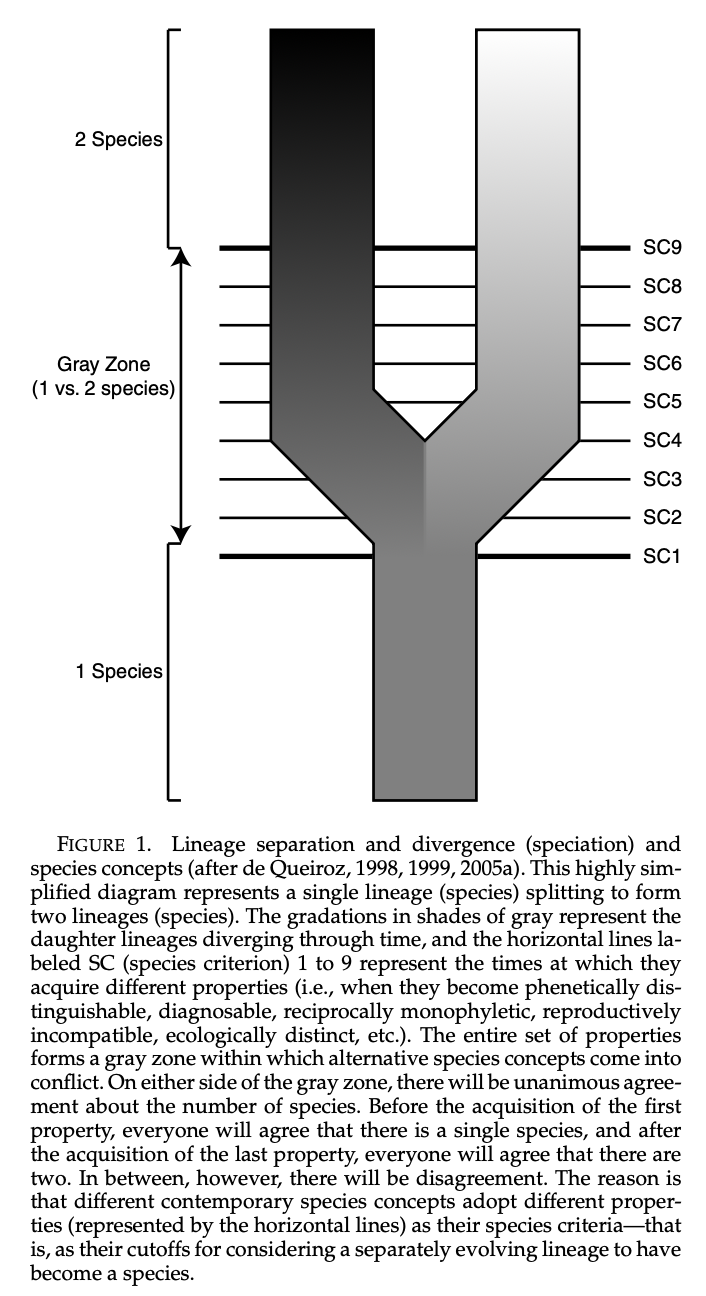 2 Species
SC9
SC8
SC7
Gray Zone
(1 vs. 2 species)
SC6
SC5
SC4
SC3
SC2
SC1
1 Species
FIGURE 1. Lineage separation and divergence (speciation) and
species concepts (after de Queiroz, 1998, 1999, 2005a). This highly sim-
plified diagram represents a single lineage (species) splitting to form
two lineages (species). The gradations in shades of gray represent the
daughter lineages diverging through time, and the horizontal lines la-
beled SC (species criterion) 1 to 9 represent the times at which they
acquire different properties (i.e., when they become phenetically dis-
tinguishable, diagnosable, reciprocally monophyletic, reproductively
incompatible, ecologically distinct, etc.). The entire set of properties
forms a gray zone within which alternative species concepts come into
conflict. On either side of the gray zone, there will be unanimous agree-
ment about the number of species. Before the acquisition of the first
property, everyone will agree that there is a single species, and after
the acquisition of the last property, everyone will agree that there are
two. In between, however, there will be disagreement. The reason is
that different contemporary species concepts adopt different proper-
ties (represented by the horizontal lines) as their species criteria—that
is, as their cutoffs for considering a separately evolving lineage to have
become a species.